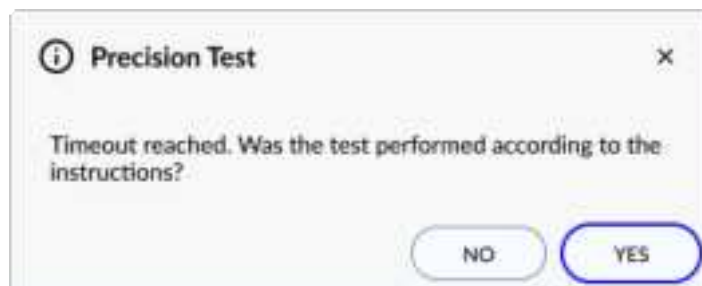 Precision Test
Timeout reached. Was the test performed according to the
instructions?
NO
YES